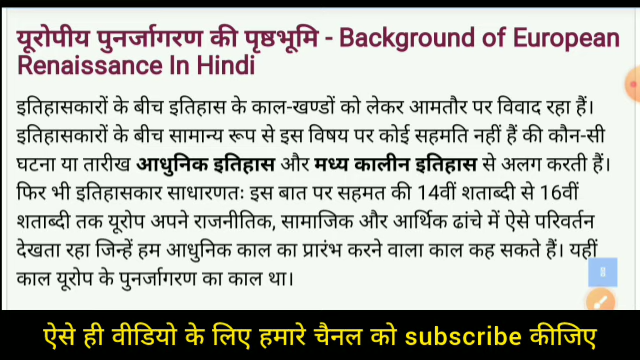 यूरोपीय पुनर्जागरण की पृष्ठभूमि - Background of European
Renaissance In Hindi
इतिहासकारों के बीच इतिहास के काल-खण्डों को लेकर आमतौर पर विवाद रहा हैं।
इतिहासकारों के बीच सामान्य रूप से इस विषय पर कोई सहमति नहीं हैं की कौन-सी
घटना या तारीख आधुनिक इतिहास और मध्य कालीन इतिहास से अलग करती हैं।
फिर भी इतिहासकार साधारणतः इस बात पर सहमत की 14वीं शताब्दी से 16वीं
शताब्दी तक यूरोप अपने राजनीतिक, सामाजिक और आर्थिक ढांचे में ऐसे परिवर्तन
देखता रहा जिन्हें हम आधुनिक काल का प्रारंभ करने वाला काल कह सकते हैं। यहीं
काल यूरोप के पुनर्जागरण का काल था।
ऐसे ही वीडियो के लिए हमारे चैनल को subscribe कीजिए